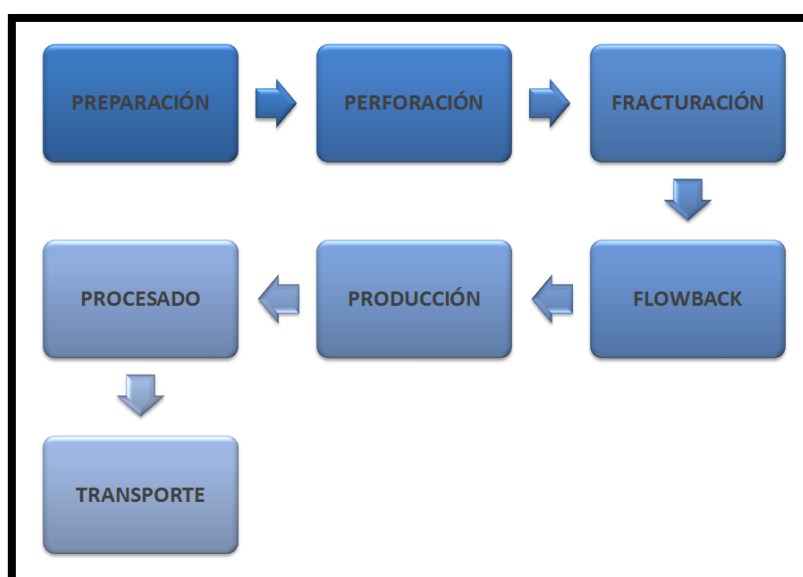 PREPARACIÓN
PERFORACIÓN
FRACTURACIÓN
FLOWBACK
PRODUCCIÓN
PROCESADO
TRANSPORTE